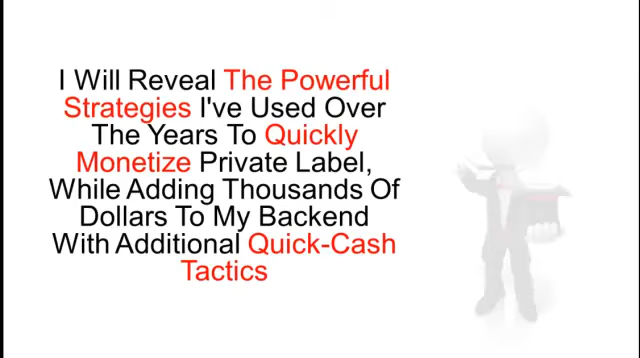 I Will Reveal The Powerful
Strategies I've Used Over
The Years To Quickly
Monetize Private Label,
While Adding Thousands Of
Dollars To My Backend
With Additional Quick-Cash
Tactics